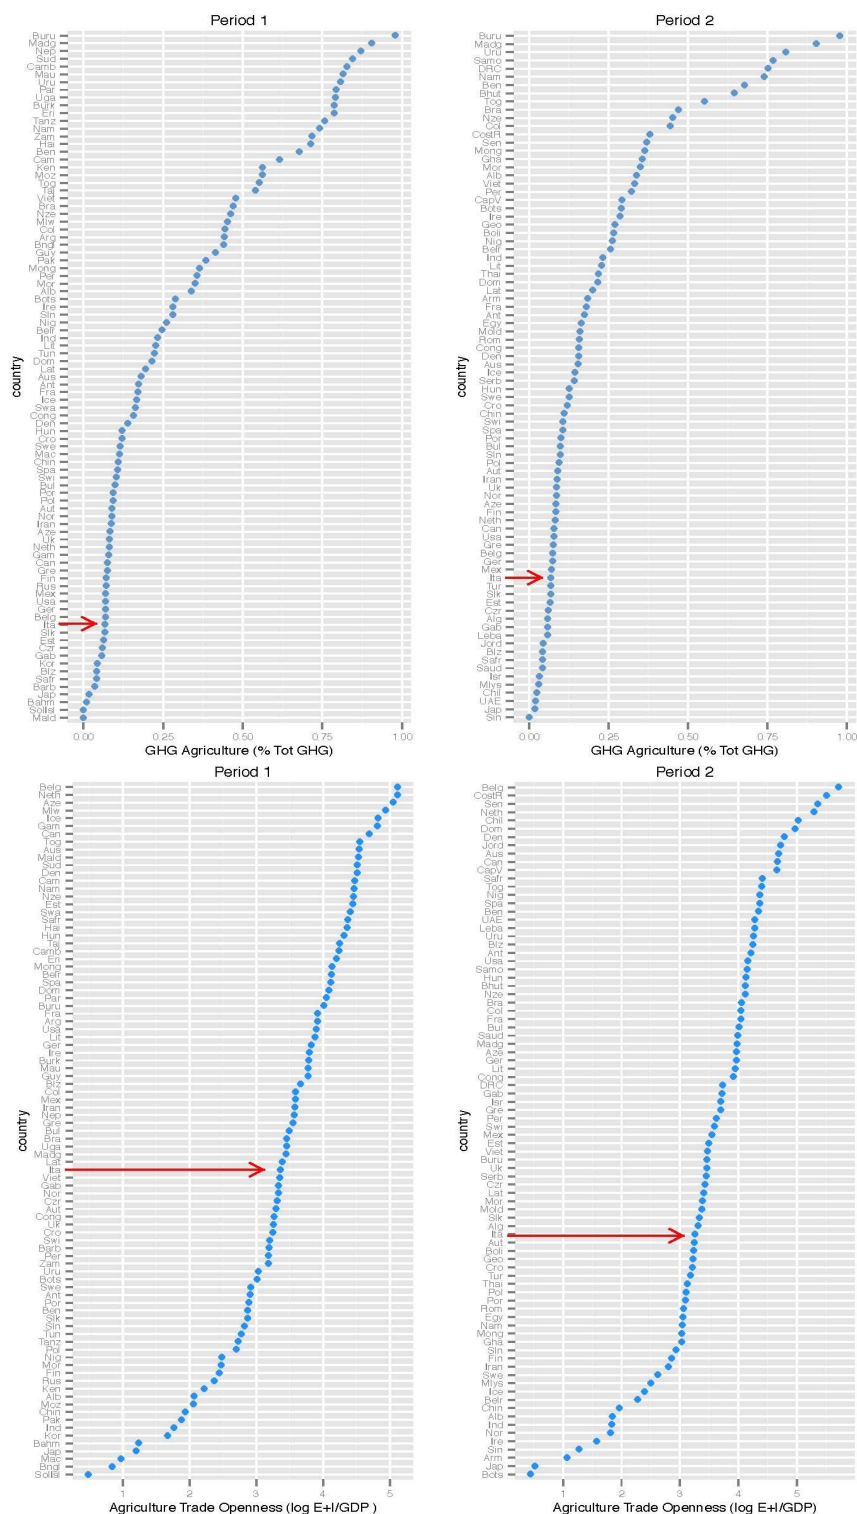 Period 1
Buru
Madg
Nep
Sud
Camb
Mau
Uru
Par
Uga
Burk
Eri
Tanz
Nam
Zam
Hai
Ben
Cam
Ken
Moz
Tog
Taj
Viet
Bra
Nze
Mlw
Col
Arg
Bngl
Guy
Pak
Mong
Per
Mor
Alb
Bots
Ire
Sln
Nig
Belr
Ind
Lit
Tun
Dom
Lat
Aus
Ant
Fra
Ice
Swa
Cong
Den
Hun
Cro
Swe
Mac
Chin
Spa
Swi
Bul
Por
Pol
Aut
Nor
Iran
Aze
Uk
Neth
Gam
Can
Gre
Fin
Rus
Mex
Usa
Ger
Belg
Ita
Slk
Est
Czr
Gab
Kor
Blz
Safr
Barb
Jap
Bahm
SolIsl
Mald
country
0.00 0.25 0.50 0.75 1.00
GHG Agriculture (% Tot GHG)
Period 2
Buru
Madg
Uru
Samo
DRC
Nam
Ben
Bhut
Tog
Bra
Nze
Col
CostR
Sen
Mong
Gha
Mor
Alb
Viet
Per
CapV
Bots
Ire
Geo
Boli
Nig
Belr
Ind
Lit
Thai
Dom
Lat
Arm
Fra
Ant
Egy
Mold
Rom
Cong
Den
Aus
Ice
Serb
Hun
Swe
Cro
Chin
Swi
Spa
Por
Bul
Sln
Pol
Aut
Iran
Uk
Nor
Aze
Fin
Neth
Can
Usa
Gre
Belg
Ger
Mex
Ita
Tur
Slk
Est
Czr
Alg
Gab
Leba
Jord
Blz
Safr
Saud
Isr
Mlys
Chil
UAE
Jap
Sin
0.00 0.25 0.50 0.75 1.00
GHG Agriculture (% Tot GHG)
Period 1
Belg
Neth
Aze
Mlw
Ice
Gam
Can
Tog
Aus
Mald
Sud
Den
Cam
Nam
Nze
Est
Swa
Safr
Hai
Hun
Taj
Camb
Eri
Mong
Belr
Spa
Dom
Par
Buru
Fra
Arg
Usa
Lit
Ger
Ire
Burk
Mau
Guy
Blz
Col
Mex
Iran
Nep
Gre
Bul
Bra
Uga
Madg
Lat
Ita
Viet
Gab
Nor
Czr
Aut
Cong
Uk
Cro
Swi
Barb
Per
Zam
Uru
Bots
Swe
Ant
Por
Ben
Slk
Sln
Tun
Tanz
Pol
Nig
Mor
Fin
Rus
Ken
Alb
Moz
Chin
Pak
Ind
Kor
Bahm
Jap
Mac
Bngl
SolIsl
country
1 2 3 4 5
Agriculture Trade Openness (log E+I/GDP )
Period 2
Belg
CostR
Sen
Neth
Chil
Dom
Den
Jord
Aus
Can
CapV
Safr
Tog
Nig
Spa
Ben
UAE
Leba
Uru
Blz
Ant
Usa
Samo
Hun
Bhut
Nze
Bra
Col
Fra
Bul
Saud
Madg
Aze
Ger
Lit
Cong
DRC
Gab
Isr
Gre
Per
Swi
Mex
Est
Viet
Buru
Uk
Serb
Czr
Lat
Mor
Mold
Slk
Alg
Ita
Aut
Boli
Geo
Cro
Tur
Thai
Pol
Por
Rom
Egy
Nam
Mong
Gha
Sln
Fin
Iran
Swe
Mlys
Ice
Belr
Chin
Alb
Ind
Nor
Ire
Sin
Arm
Jap
Bots
country
1 2 3 4 5
Agriculture Trade Openness (log E+I/GDP)